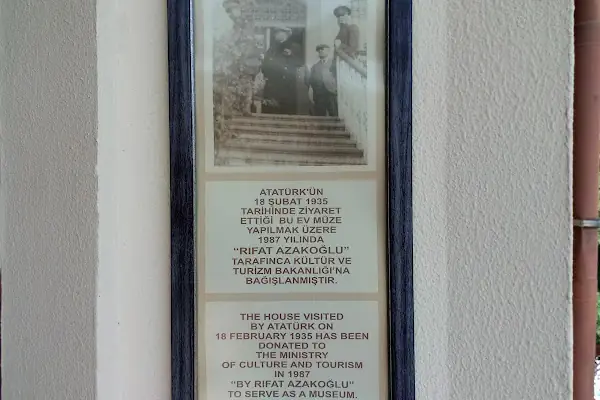 ATATÜRK'ÜN
18 ŞUBAT 1935
TARİHİNDE ZİYARET
ETTİĞİ BU EV MÜZE
YAPILMAK ÜZERE
1987 YILINDA
“RIFAT AZAKOĞLU”
TARAFINCA KÜLTÜR VE
TURİZM BAKANLIĞI'NA
BAĞIŞLANMIŞTIR.
THE HOUSE VISITED
BY ATATÜRK ON
18 FEBRUARY 1935 HAS BEEN
DONATED TO
THE MINISTRY
OF CULTURE AND TOURISM
IN 1987
“BY RIFAT AZAKOĞLU”
TO SERVE AS A MUSEUM.